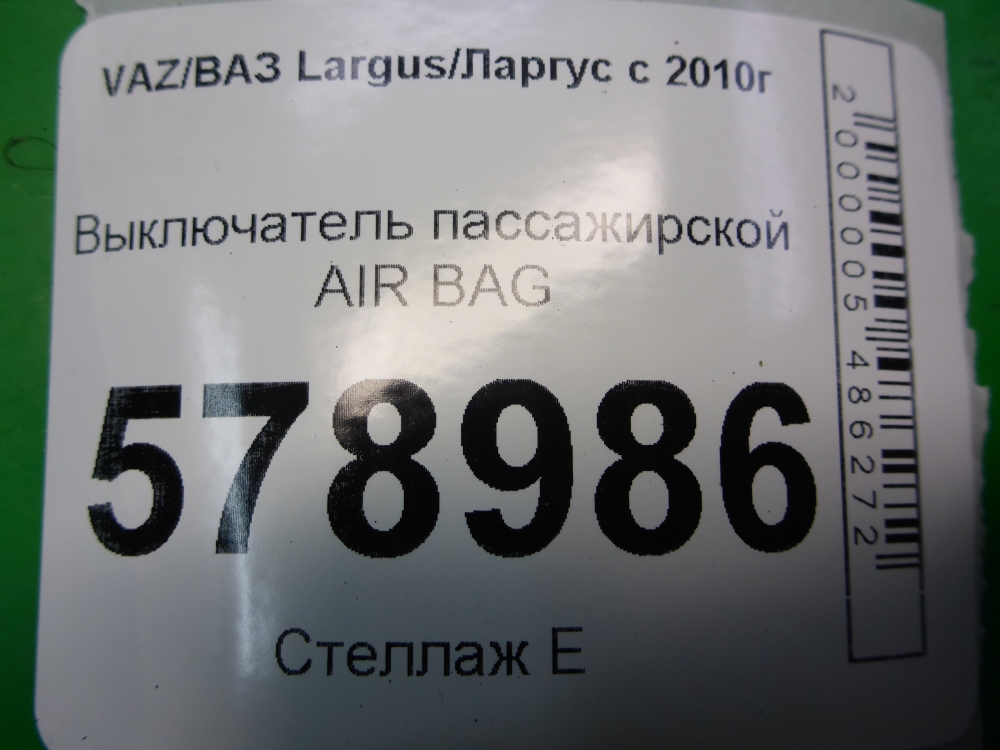 VAZ/ВАЗ Largus/Ларгус с 2010г
Выключатель пассажирской
AIR BAG
578986
Стеллаж Е
2000005486272